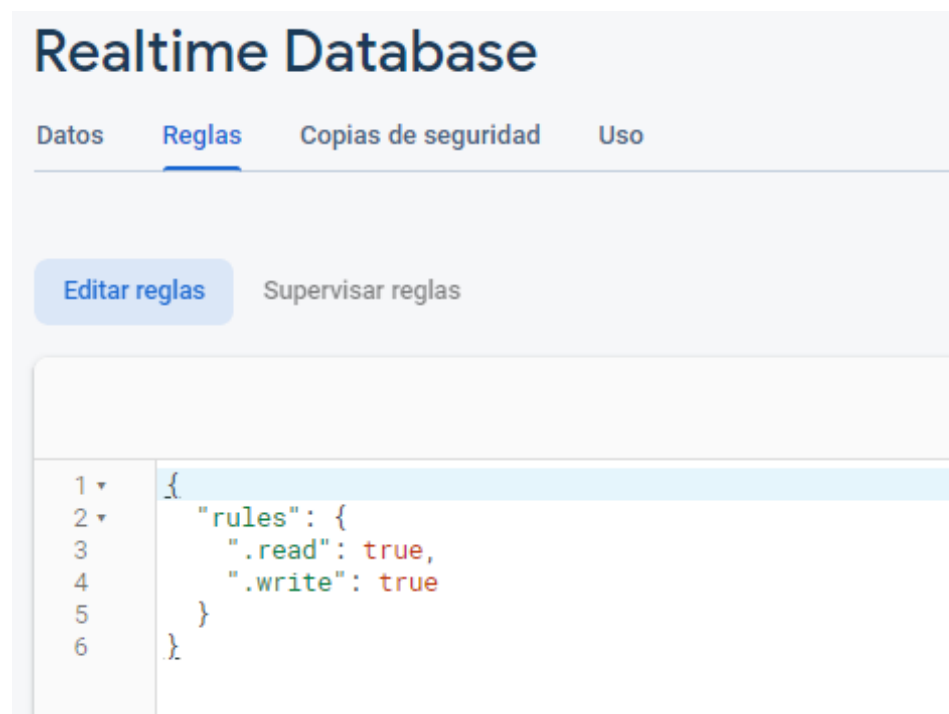 Realtime Database
Datos Reglas Copias de seguridad Uso
Editar reglas Supervisar reglas
1 {
2 "rules": {
3 ".read": true,
4 ".write": true
5 }
6 }